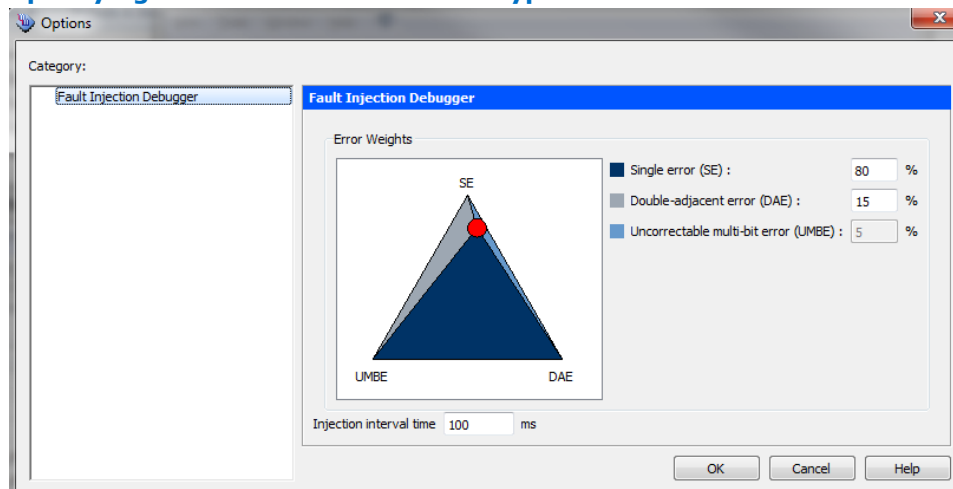 Options
Category:
Fault Injection Debugger
Fault Injection Debugger
Error Weights
SE
UMBE
DAE
Single error (SE) : 80 %
Double-adjacent error (DAE) : 15 %
Uncorrectable multi-bit error (UMBE) : 5 %
Injection interval time 100 ms
OK
Cancel
Help